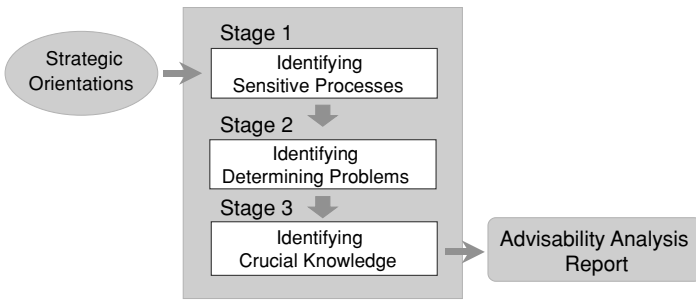 Strategic
Orientations
Stage 1
Identifying
Sensitive Processes
Stage 2
Identifying
Determining Problems
Stage 3
Identifying
Crucial Knowledge
Advisability Analysis
Report